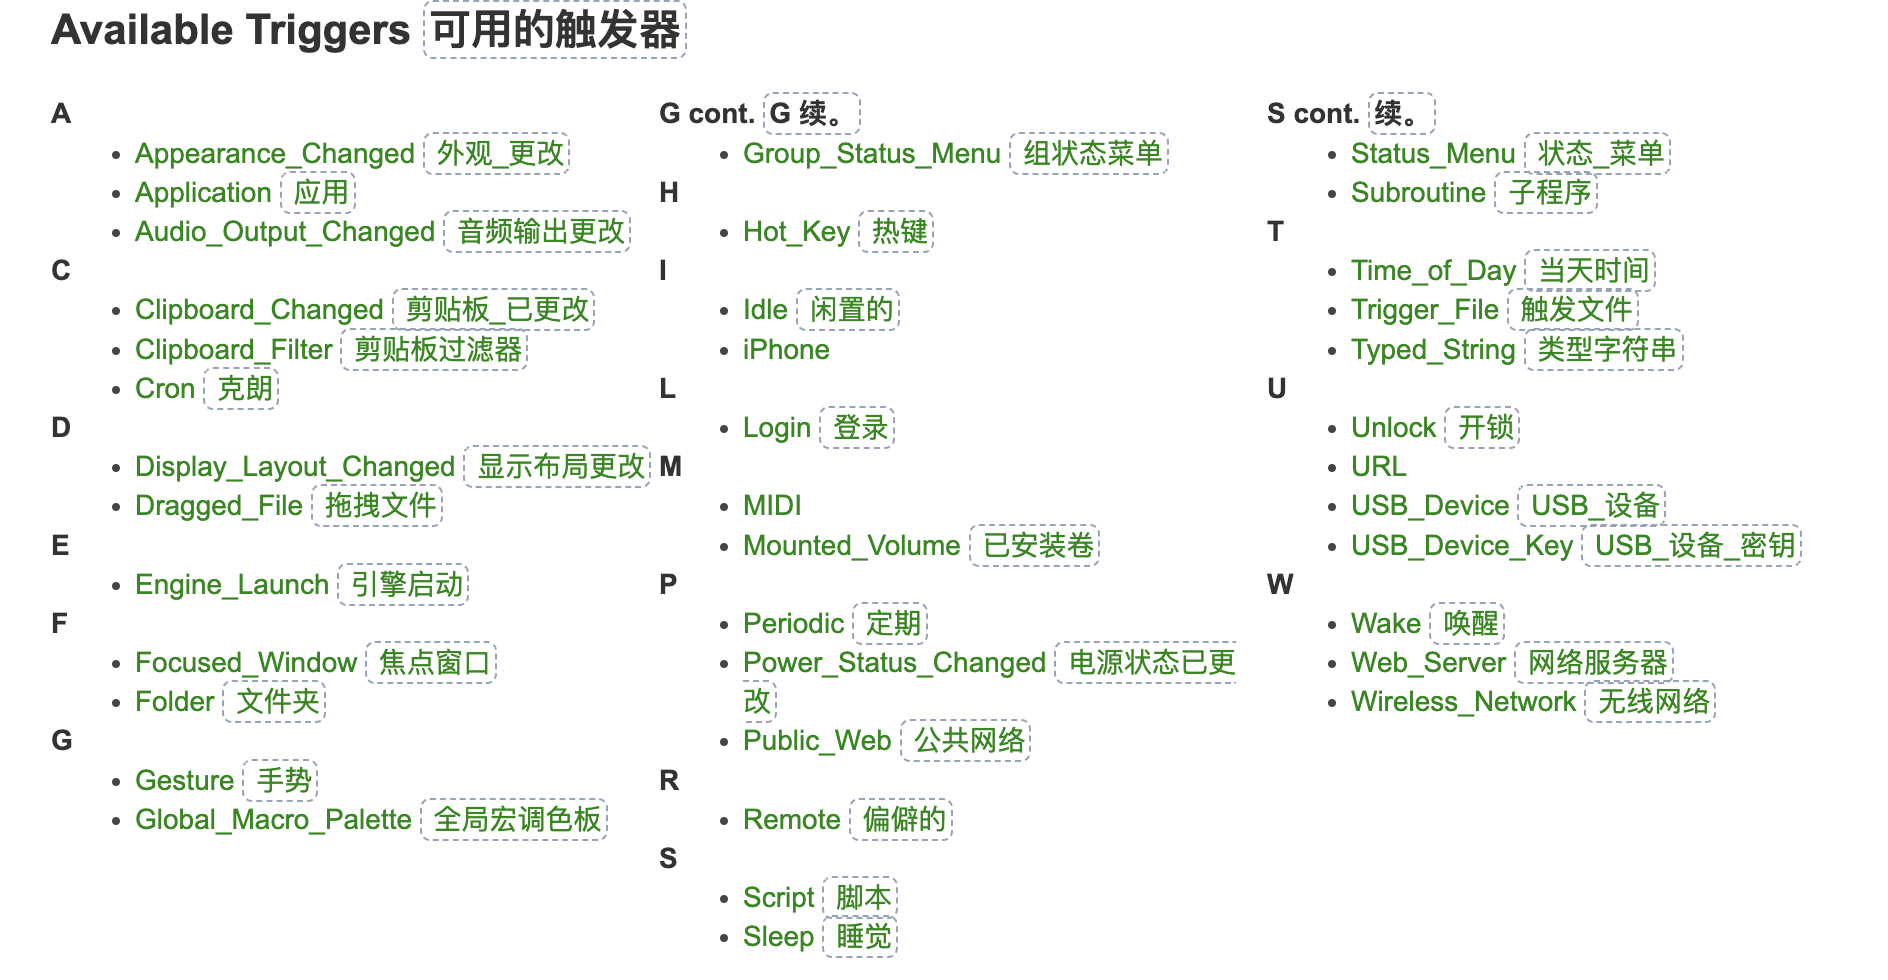 Available Triggers 可用的触发器
A
Appearance_Changed 外观_更改
Application 应用
Audio_Output_Changed 音频输出更改
C
Clipboard_Changed 剪贴板_已更改
Clipboard_Filter 剪贴板过滤器
Cron 克朗
D
Display_Layout_Changed 显示布局更改
Dragged_File 拖拽文件
E
Engine_Launch 引擎启动
F
Focused_Window 焦点窗口
Folder 文件夹
G
Gesture 手势
Global_Macro_Palette 全局宏调色板
G cont. G 续。
Group_Status_Menu 组状态菜单
H
Hot_Key 热键
I
Idle 闲置的
iPhone
L
Login 登录
M
MIDI
Mounted_Volume 已安装卷
P
Periodic 定期
Power_Status_Changed 电源状态已更
改
Public_Web 公共网络
R
Remote 偏僻的
S
Script 脚本
Sleep 睡觉
S cont. 续。
Status_Menu 状态_菜单
Subroutine 子程序
T
Time_of_Day 当天时间
Trigger_File 触发文件
Typed_String 类型字符串
U
Unlock 开锁
URL
USB_Device USB_设备
USB_Device_Key USB_设备_密钥
W
Wake 唤醒
Web_Server 网络服务器
Wireless_Network 无线网络